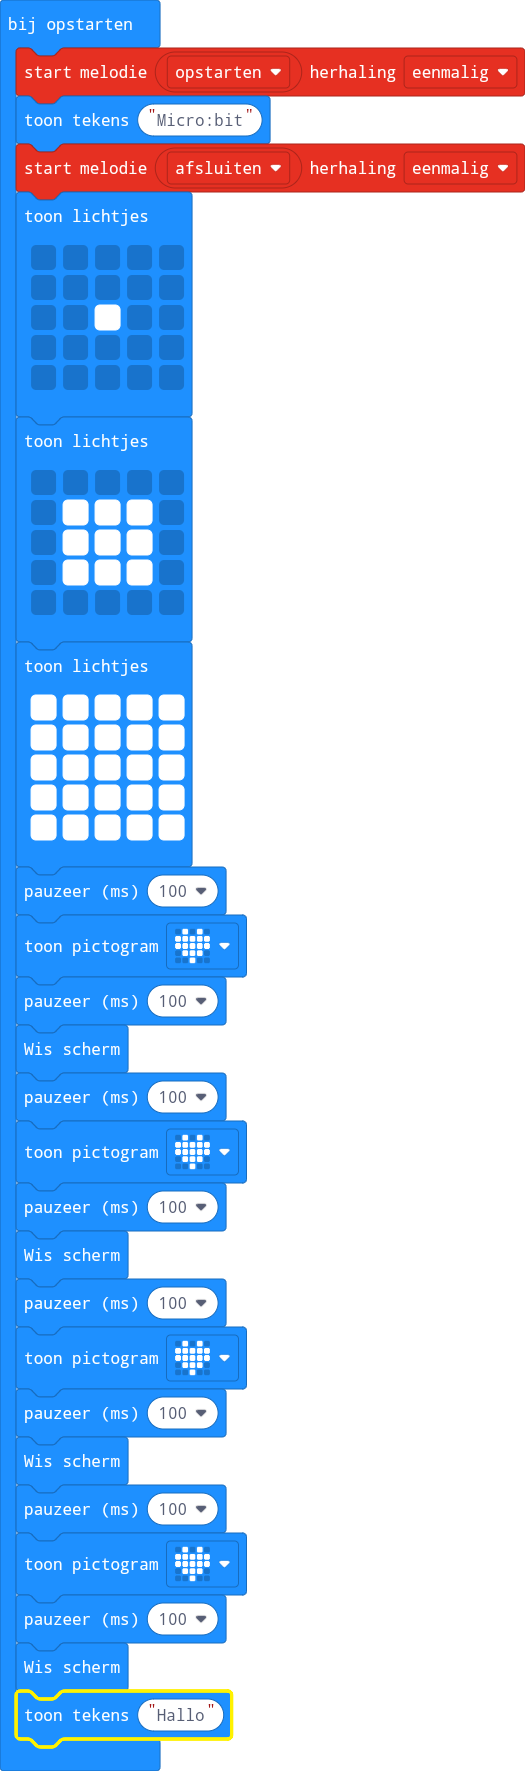 bij opstarten
start melodie opstarten herhaling eenmalig
toon tekens "Micro:bit"
start melodie afsluiten herhaling eenmalig
toon lichtjes
toon lichtjes
toon lichtjes
pauzeer (ms) 100
toon pictogram
pauzeer (ms) 100
Wis scherm
pauzeer (ms) 100
toon pictogram
pauzeer (ms) 100
Wis scherm
pauzeer (ms) 100
toon pictogram
pauzeer (ms) 100
Wis scherm
pauzeer (ms) 100
toon pictogram
pauzeer (ms) 100
Wis scherm
toon tekens "Hallo"